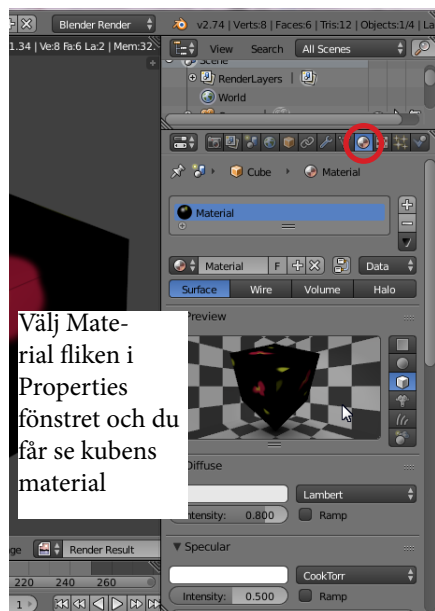 Blender Render
v2.74 | Verts:8 | Faces:6 | Tris:12 | Objects:1/4 | La
1.34 | Ve:8 Fa:6 La:2 | Mem:32.
View Search All Scenes
Scene
RenderLayers |
World
Cube Material
Material
Material F Data
Surface Wire Volume Halo
Preview
Välj Mate-
rial fliken i
Properties
fönstret och du
får se kubens
material
Diffuse
Lambert
Intensity: 0.800 Ramp
▼ Specular
CookTorr
Intensity: 0.500 Ramp
ge Render Result
220 240 260
1